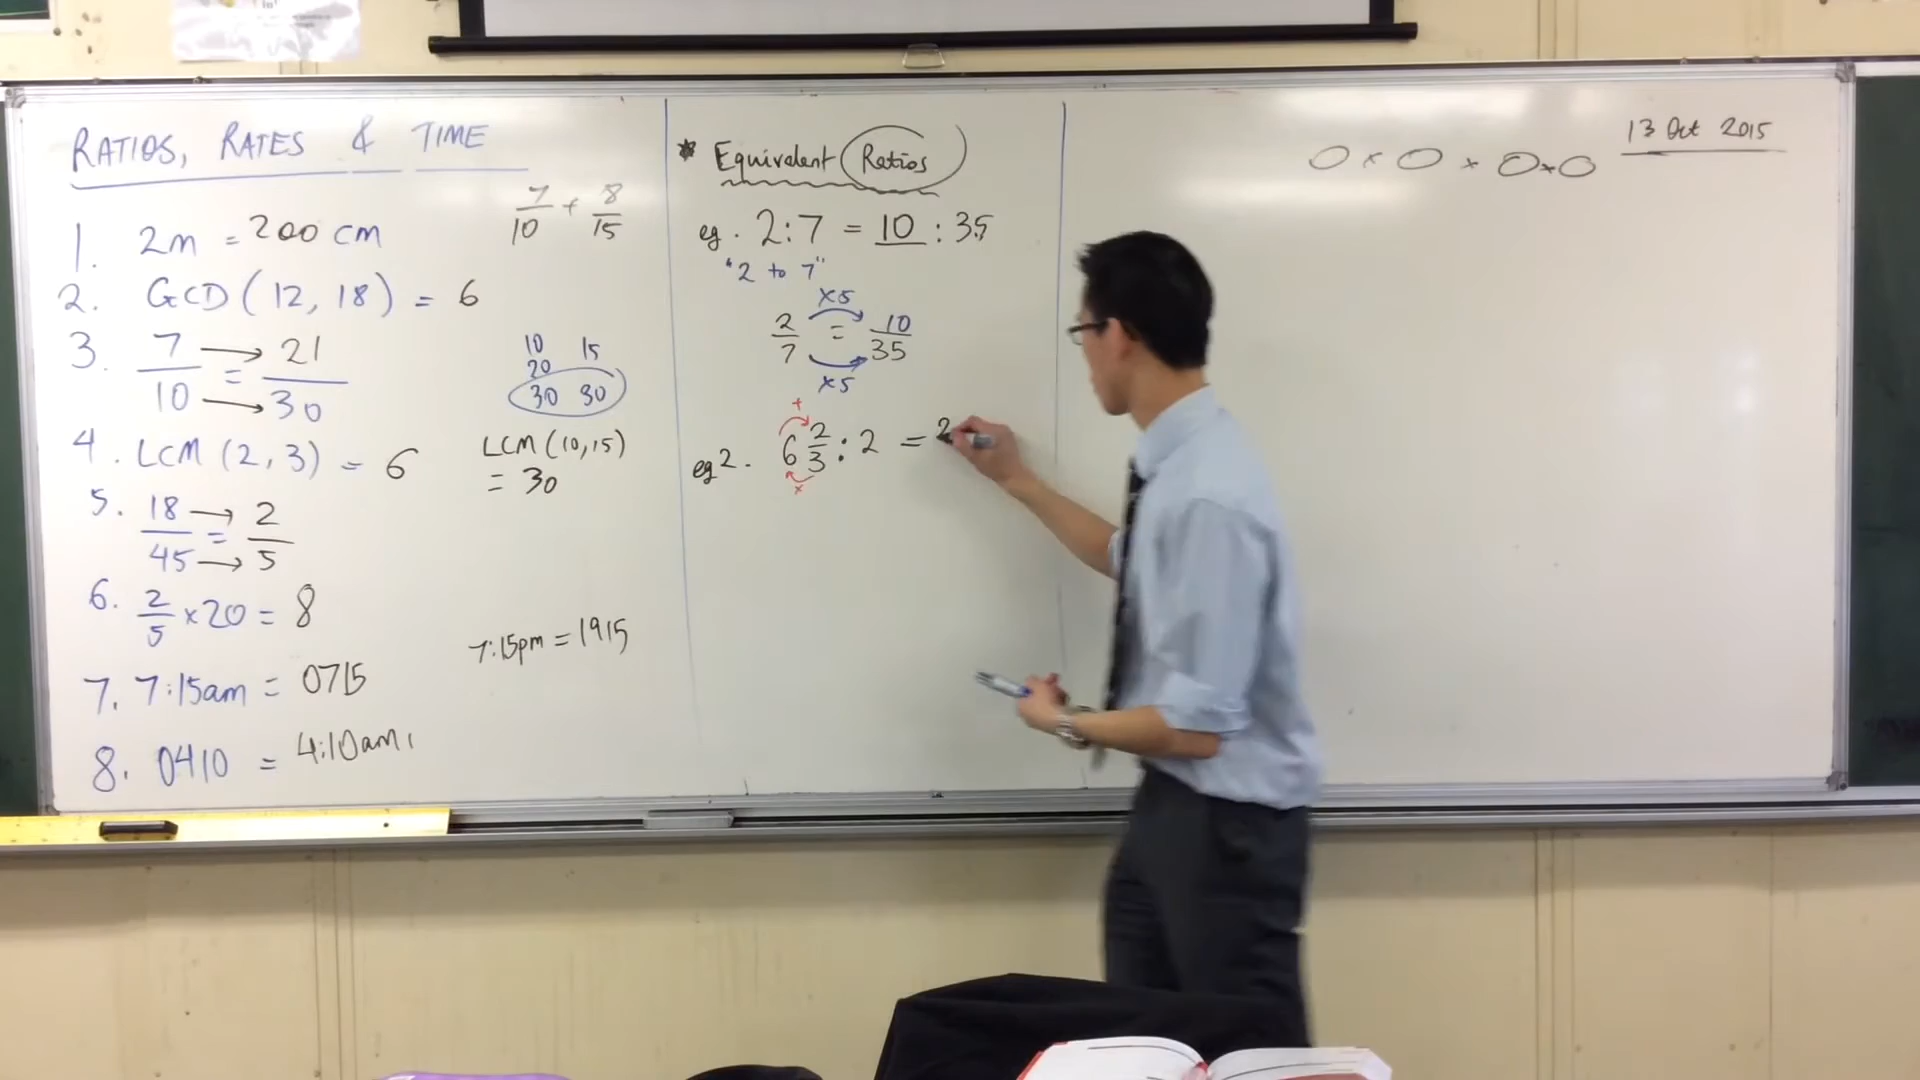 RATIOS, RATES & TIME
7/10 + 8/15
1. 2m = 200 cm
2. GCD (12, 18) = 6
3. 7/10 = 21/30
10 15
20
30 30
4. LCM (2, 3) = 6
LCM (10, 15)
= 30
5. 18/45 = 2/5
6. 2/5 × 20 = 8
7. 7:15am = 0715
7:15pm = 1915
8. 0410 = 4:10am
* Equivalent Ratios
eg. 2:7 = 10 : 35
"2 to 7"
×5
2/7 = 10/35
×5
+
eg 2. 6 2/3 : 2 = 2
×
13 Oct 2015
O × O × O × O